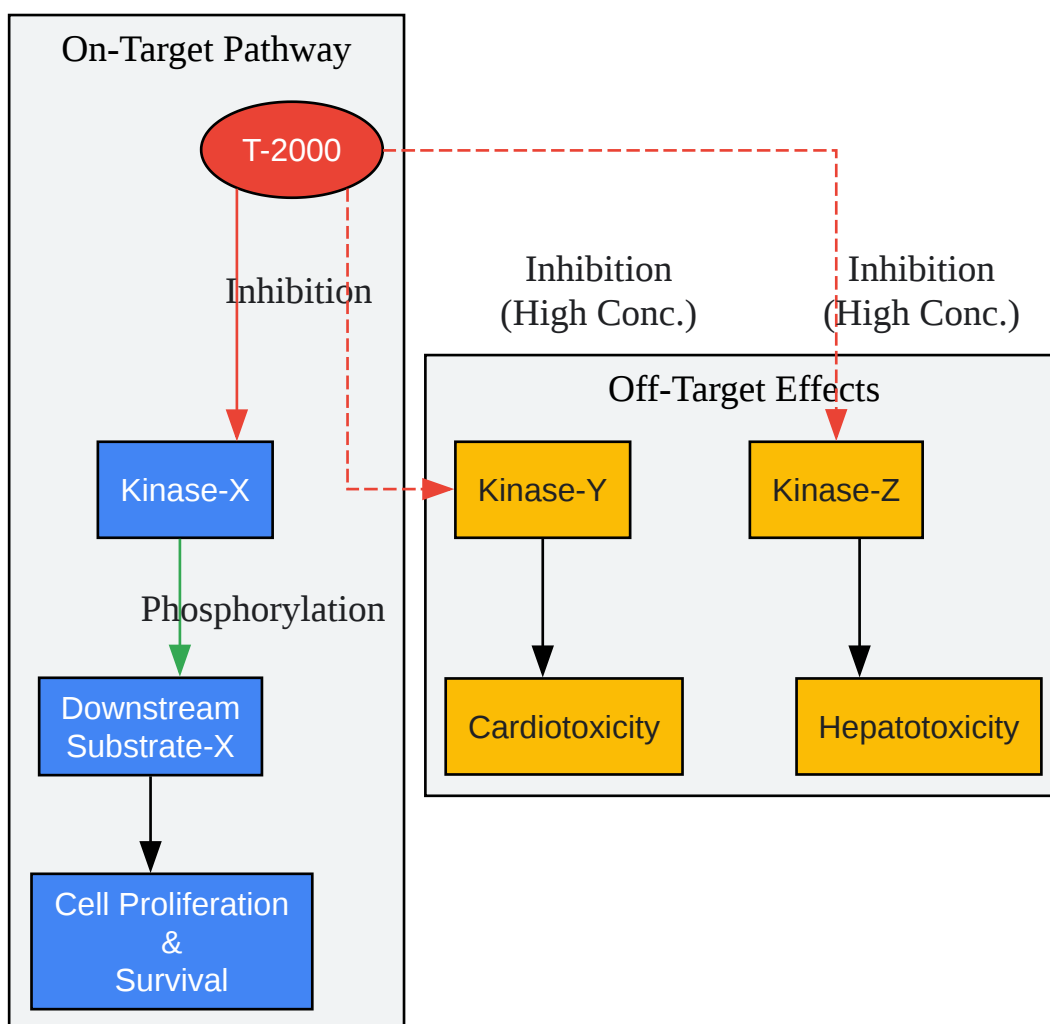 On-Target Pathway
T-2000
Inhibition
Inhibition
(High Conc.)
Inhibition
(High Conc.)
Off-Target Effects
Kinase-X
Kinase-Y
Kinase-Z
Phosphorylation
Downstream
Substrate-X
Cardiotoxicity
Hepatotoxicity
Cell Proliferation
&
Survival